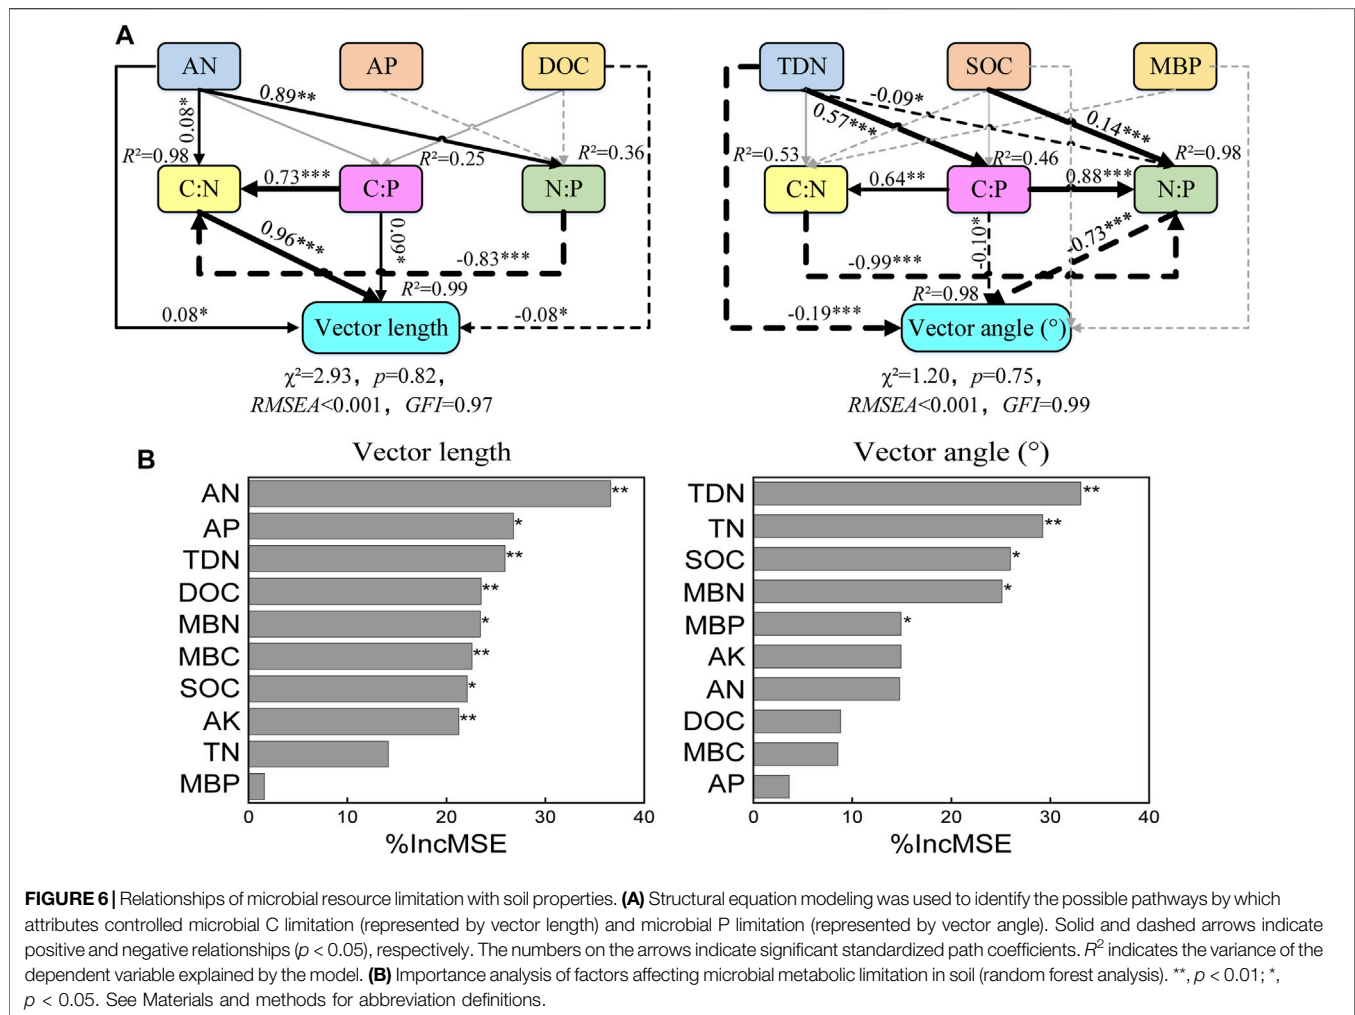 A
AN AP DOC
TDN SOC MBP
0.89**
0.08*
-0.09*
0.57***
0.14***
R²=0.98
R²=0.25
R²=0.36
R²=0.53
R²=0.46
R²=0.98
C:N 0.73*** C:P N:P
C:N 0.64** C:P 0.88*** N:P
0.96***
0.09*
-0.83***
-0.10*
-0.73***
-0.99***
R²=0.99
R²=0.98
0.08* Vector length -0.08*
-0.19*** Vector angle (°)
χ²=2.93, p=0.82,
RMSEA<0.001, GFI=0.97
χ²=1.20, p=0.75,
RMSEA<0.001, GFI=0.99
B
Vector length
AN **
AP *
TDN **
DOC **
MBN *
MBC **
SOC *
AK **
TN
MBP
0 10 20 30 40
%IncMSE
Vector angle (°)
TDN **
TN **
SOC *
MBN *
MBP *
AK
AN
DOC
MBC
AP
0 10 20 30 40
%IncMSE
FIGURE 6 | Relationships of microbial resource limitation with soil properties. (A) Structural equation modeling was used to identify the possible pathways by which
attributes controlled microbial C limitation (represented by vector length) and microbial P limitation (represented by vector angle). Solid and dashed arrows indicate
positive and negative relationships (p < 0.05), respectively. The numbers on the arrows indicate significant standardized path coefficients. R² indicates the variance of the
dependent variable explained by the model. (B) Importance analysis of factors affecting microbial metabolic limitation in soil (random forest analysis). **, p < 0.01; *,
p < 0.05. See Materials and methods for abbreviation definitions.